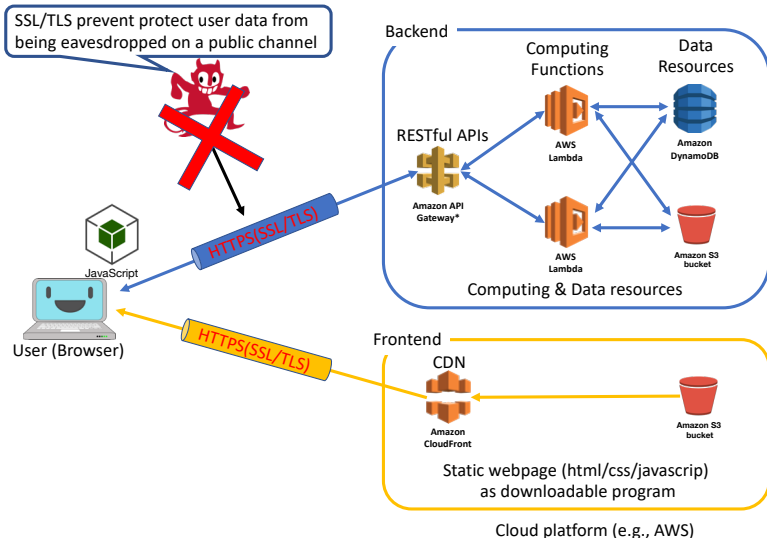 SSL/TLS prevent protect user data from
being eavesdropped on a public channel
Backend
Computing
Functions
Data
Resources
RESTful APIs
AWS
Lambda
Amazon
DynamoDB
Amazon API
Gateway*
HTTPS(SSL/TLS)
AWS
Lambda
Amazon S3
bucket
JavaScript
Computing & Data resources
User (Browser)
HTTPS(SSL/TLS)
Frontend
CDN
Amazon
CloudFront
Amazon S3
bucket
Static webpage (html/css/javascrip)
as downloadable program
Cloud platform (e.g., AWS)